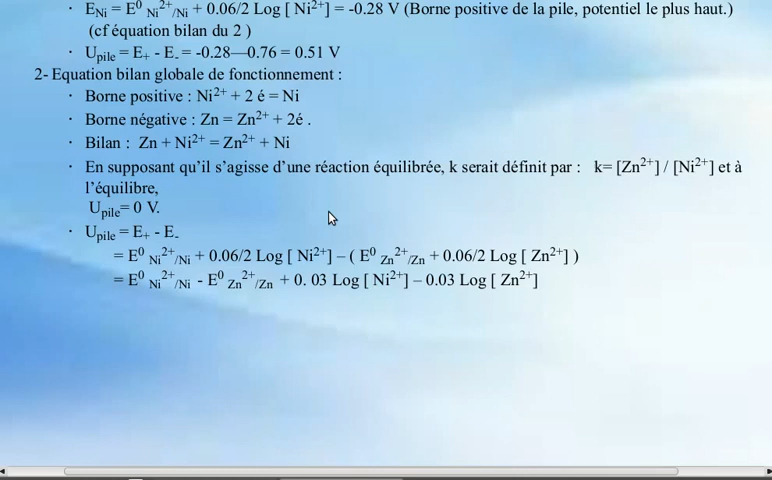 · E_Ni = E⁰ Ni²⁺/Ni + 0.06/2 Log [ Ni²⁺] = -0.28 V (Borne positive de la pile, potentiel le plus haut.)
(cf équation bilan du 2 )
· U_pile = E₊ - E₋ = -0.28—0.76 = 0.51 V
2- Equation bilan globale de fonctionnement :
· Borne positive : Ni²⁺ + 2 é = Ni
· Borne négative : Zn = Zn²⁺ + 2é .
· Bilan : Zn + Ni²⁺ = Zn²⁺ + Ni
· En supposant qu’il s’agisse d’une réaction équilibrée, k serait définit par : k= [Zn²⁺] / [Ni²⁺] et à
l’équilibre,
U_pile= 0 V.
· U_pile = E₊ - E₋
= E⁰ Ni²⁺/Ni + 0.06/2 Log [ Ni²⁺] – ( E⁰ Zn²⁺/Zn + 0.06/2 Log [ Zn²⁺] )
= E⁰ Ni²⁺/Ni - E⁰ Zn²⁺/Zn + 0. 03 Log [ Ni²⁺] – 0.03 Log [ Zn²⁺]